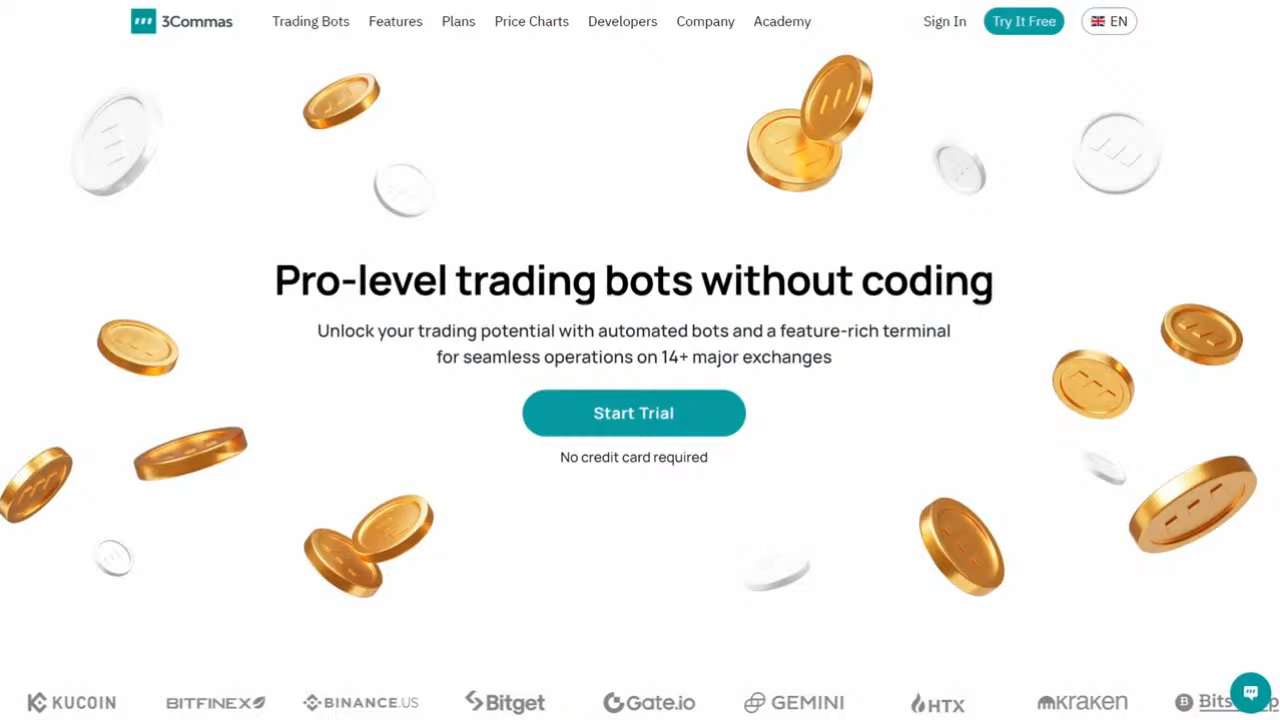 3Commas
Trading Bots
Features
Plans
Price Charts
Developers
Company
Academy
Sign In
Try It Free
EN
Pro-level trading bots without coding
Unlock your trading potential with automated bots and a feature-rich terminal
for seamless operations on 14+ major exchanges
Start Trial
No credit card required
KUCOIN
BITFINEX
BINANCE.US
Bitget
Gate.io
GEMINI
HTX
kraken